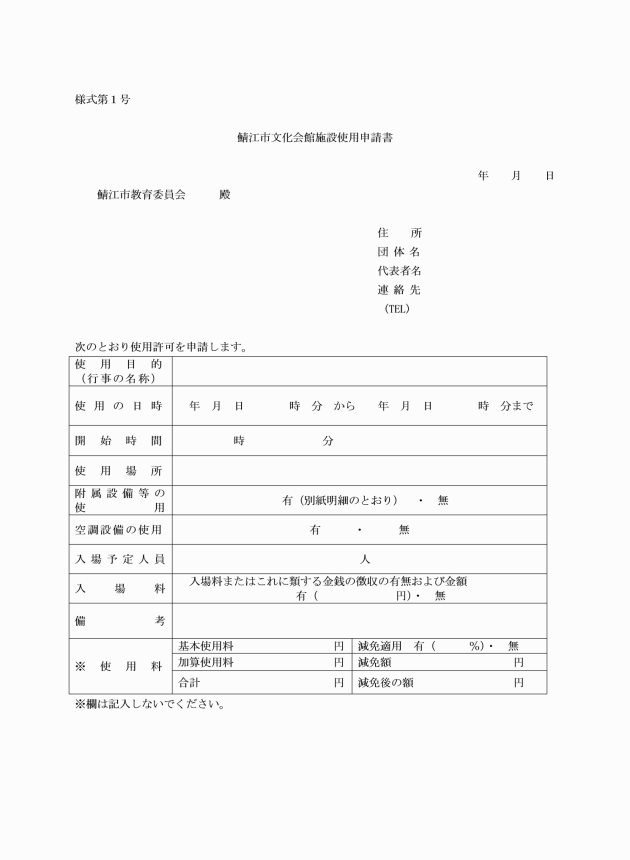 様式第1号
鯖江市文化会館施設使用申請書
年　　月　　日
鯖江市教育委員会　　　殿
住　　所
団 体 名
代表者名
連 絡 先
（TEL）
次のとおり使用許可を申請します。
使　用　目　的
（行事の名称）
使 用 の 日 時　　年　月　日　　　　時　分　から　　年　月　日　　　　時　分まで
開　始　時　間　　　　　時　　　　　　　分
使　用　場　所
附属設備等の
使　　　　　用　　有（別紙明細のとおり）　・　無
空調設備の使用　　有　　　・　　　無
入場予定人員　　人
入　　場　　料　　入場料またはこれに類する金銭の徴収の有無および金額
有（　　　　　　　円）・　無
備　　　　　考
※　使　用　料　　基本使用料　　　　　　　　　円　減免適用　有（　　　%）・　無
加算使用料　　　　　　　　　円　減免額　　　　　　　　　　　円
合計　　　　　　　　　　　　円　減免後の額　　　　　　　　　円
※欄は記入しないでください。